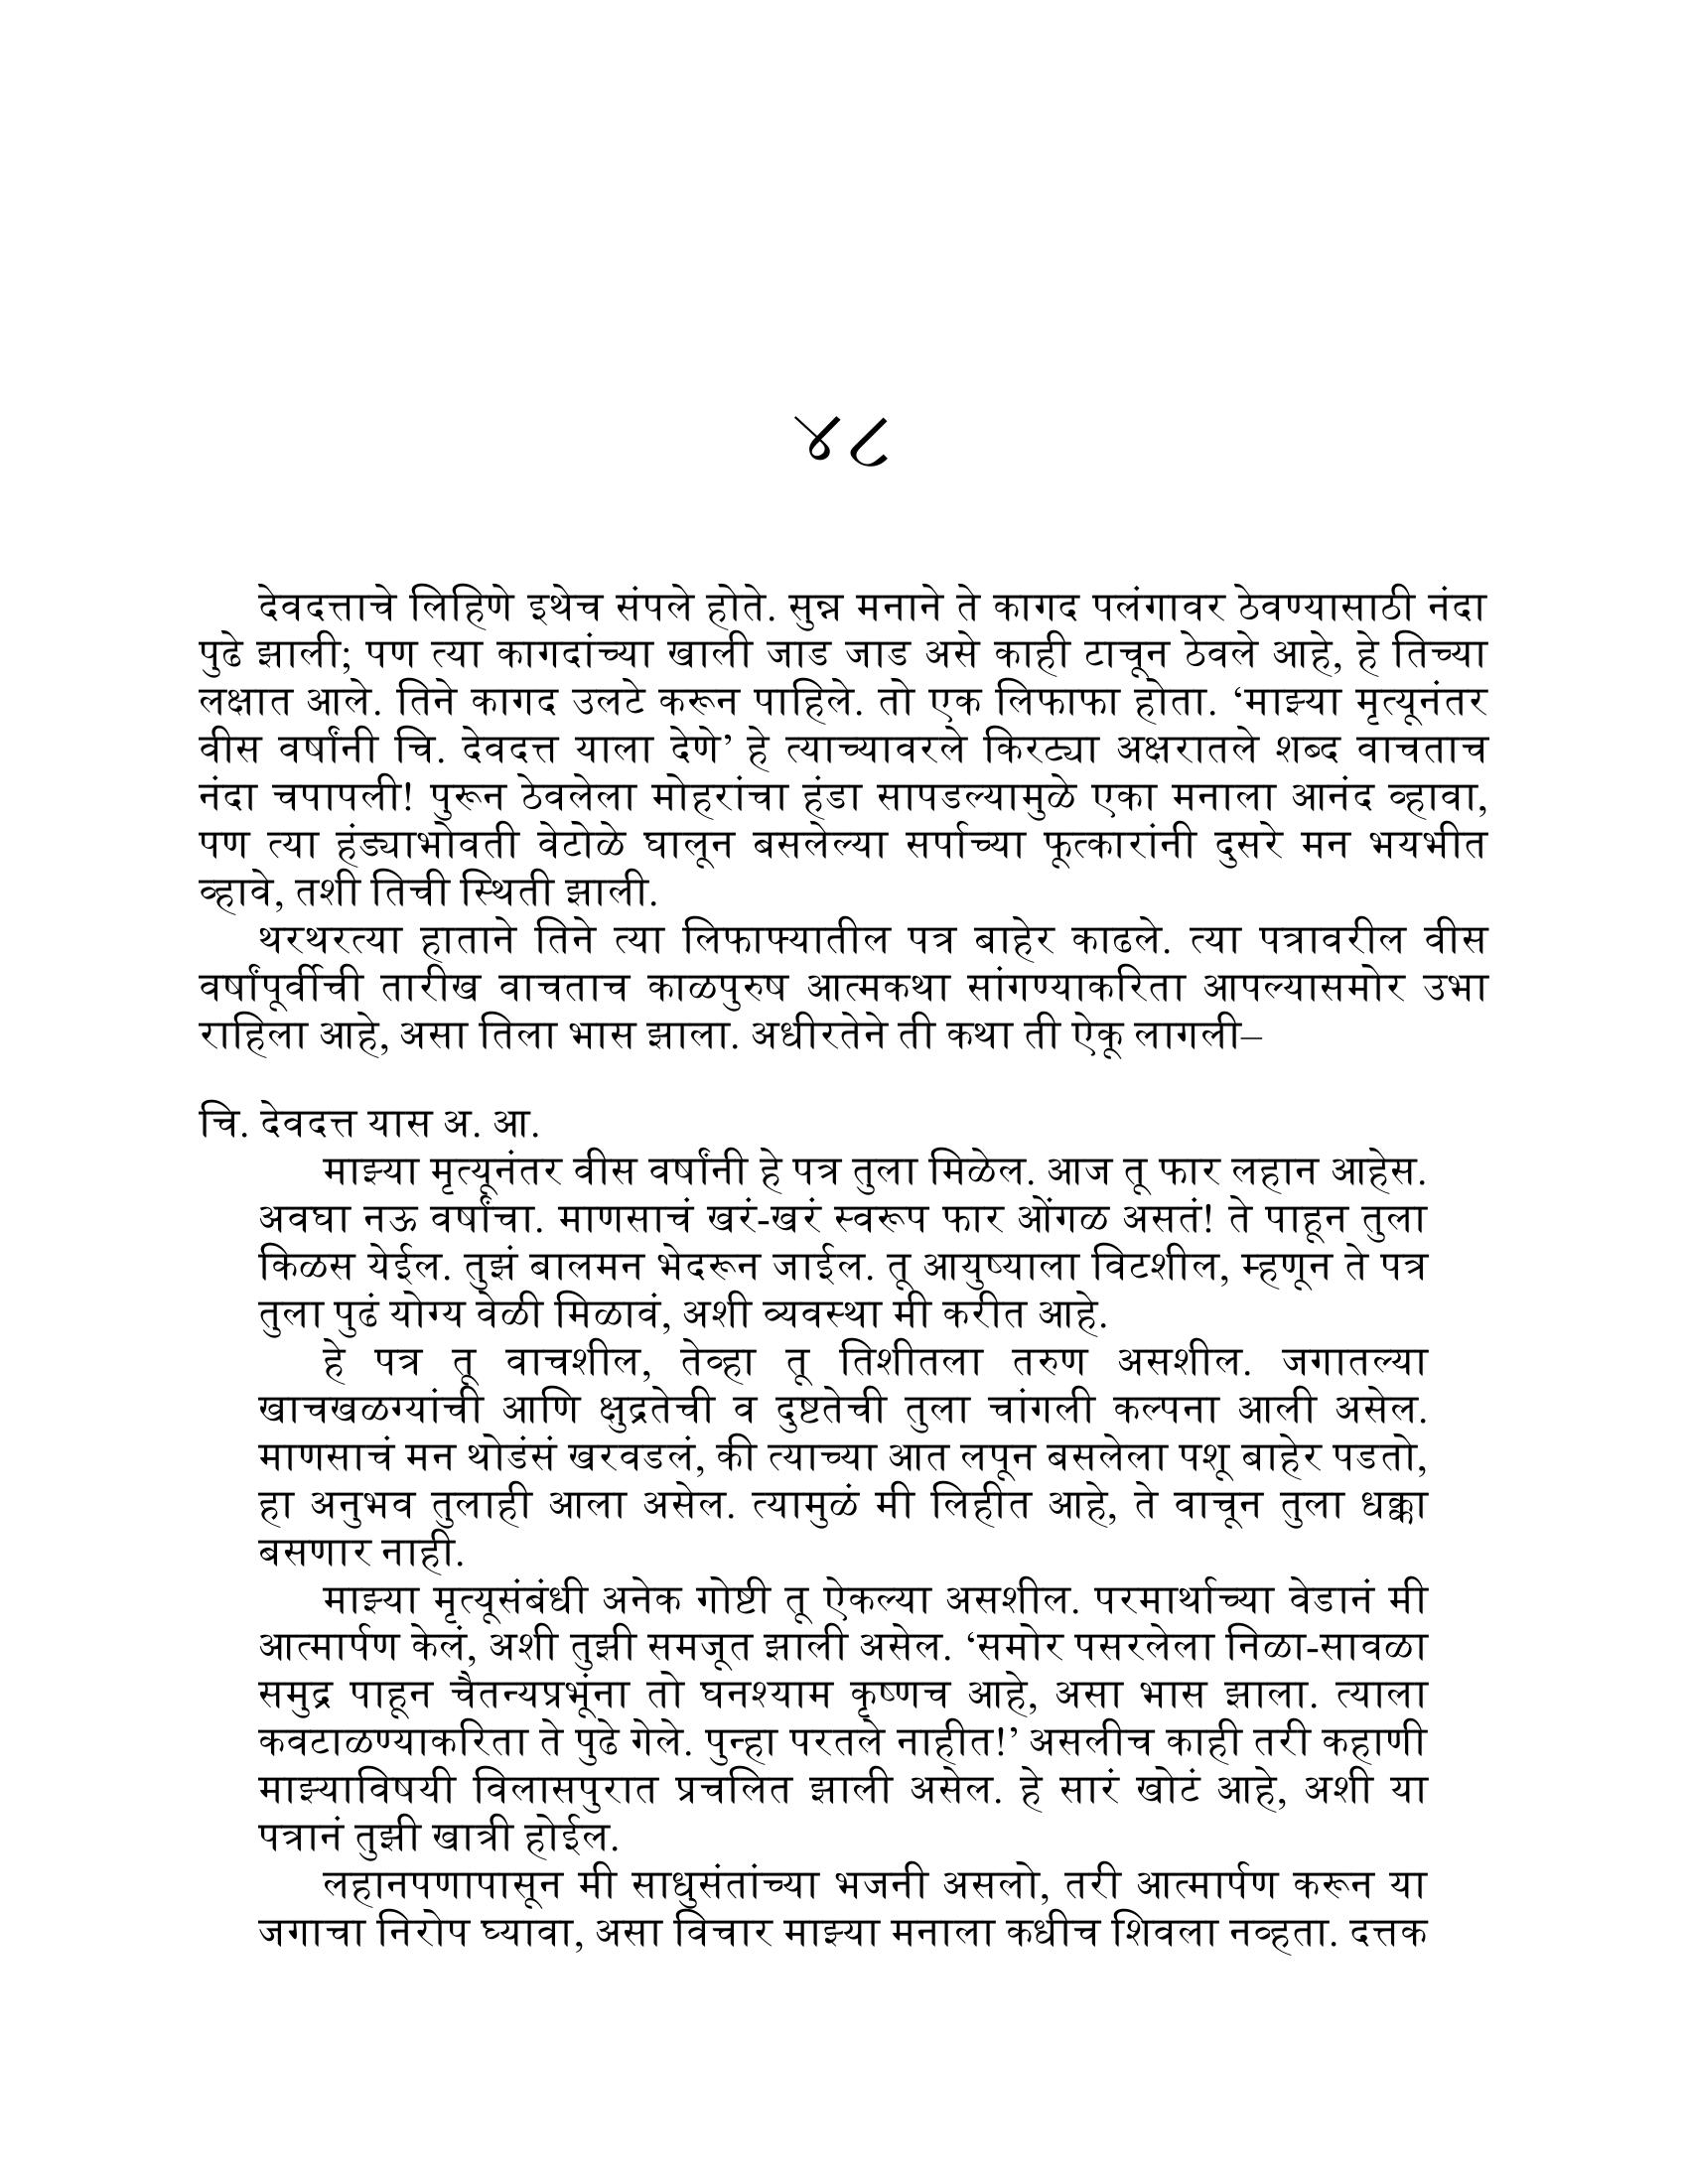 ४८
देवदत्ताचे लिहिणे इथेच संपले होते. सुन्न मनाने ते कागद पलंगावर ठेवण्यासाठी नंदा
पुढे झाली; पण त्या कागदांच्या खाली जाड जाड असे काही टाचून ठेवले आहे, हे तिच्या
लक्षात आले. तिने कागद उलटे करून पाहिले. तो एक लिफाफा होता. ‘माझ्या मृत्यूनंतर
वीस वर्षांनी चि. देवदत्त याला देणे’ हे त्याच्यावरले किरट्या अक्षरातले शब्द वाचताच
नंदा चपापली! पुरून ठेवलेला मोहरांचा हंडा सापडल्यामुळे एका मनाला आनंद व्हावा,
पण त्या हंड्याभोवती वेटोळे घालून बसलेल्या सर्पाच्या फूत्कारांनी दुसरे मन भयभीत
व्हावे, तशी तिची स्थिती झाली.
थरथरत्या हाताने तिने त्या लिफाफ्यातील पत्र बाहेर काढले. त्या पत्रावरील वीस
वर्षांपूर्वीची तारीख वाचताच काळपुरुष आत्मकथा सांगण्याकरिता आपल्यासमोर उभा
राहिला आहे, असा तिला भास झाला. अधीरतेने ती कथा ती ऐकू लागली–
चि. देवदत्त यास अ. आ.
माझ्या मृत्यूनंतर वीस वर्षांनी हे पत्र तुला मिळेल. आज तू फार लहान आहेस.
अवघा नऊ वर्षांचा. माणसाचं खरं-खरं स्वरूप फार ओंगळ असतं! ते पाहून तुला
किळस येईल. तुझं बालमन भेदरून जाईल. तू आयुष्याला विटशील, म्हणून ते पत्र
तुला पुढं योग्य वेळी मिळावं, अशी व्यवस्था मी करीत आहे.
हे पत्र तू वाचशील, तेव्हा तू तिशीतला तरुण असशील. जगातल्या
खाचखळग्यांची आणि क्षुद्रतेची व दुष्टतेची तुला चांगली कल्पना आली असेल.
माणसाचं मन थोडंसं खरवडलं, की त्याच्या आत लपून बसलेला पशू बाहेर पडतो,
हा अनुभव तुलाही आला असेल. त्यामुळं मी लिहीत आहे, ते वाचून तुला धक्का
बसणार नाही.
माझ्या मृत्यूसंबंधी अनेक गोष्टी तू ऐकल्या असशील. परमार्थाच्या वेडानं मी
आत्मार्पण केलं, अशी तुझी समजूत झाली असेल. ‘समोर पसरलेला निळा-सावळा
समुद्र पाहून चैतन्यप्रभूंना तो घनश्याम कृष्णच आहे, असा भास झाला. त्याला
कवटाळण्याकरिता ते पुढे गेले. पुन्हा परतले नाहीत!’ असलीच काही तरी कहाणी
माझ्याविषयी विलासपुरात प्रचलित झाली असेल. हे सारं खोटं आहे, अशी या
पत्रानं तुझी खात्री होईल.
लहानपणापासून मी साधुसंतांच्या भजनी असलो, तरी आत्मार्पण करून या
जगाचा निरोप घ्यावा, असा विचार माझ्या मनाला कधीच शिवला नव्हता. दत्तक